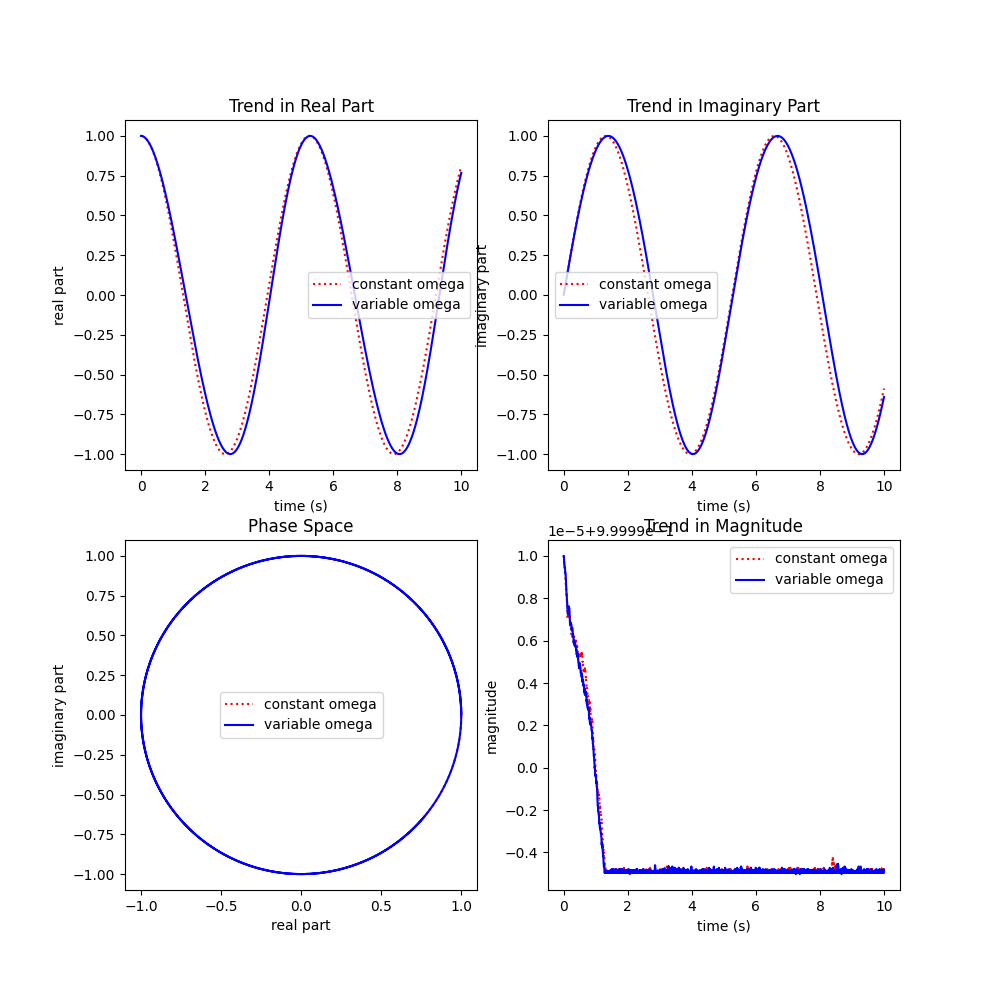 Trend in Real Part
1.00
0.75
0.50
0.25
0.00
−0.25
−0.50
−0.75
−1.00
real part
constant omega
variable omega
0 2 4 6 8 10
time (s)
Trend in Imaginary Part
1.00
0.75
0.50
0.25
0.00
−0.25
−0.50
−0.75
−1.00
imaginary part
constant omega
variable omega
0 2 4 6 8 10
time (s)
Phase Space
1.00
0.75
0.50
0.25
0.00
−0.25
−0.50
−0.75
−1.00
imaginary part
constant omega
variable omega
−1.0 −0.5 0.0 0.5 1.0
real part
Trend in Magnitude
1e−5+9.9999e−1
1.0
0.8
0.6
0.4
0.2
0.0
−0.2
−0.4
magnitude
constant omega
variable omega
0 2 4 6 8 10
time (s)